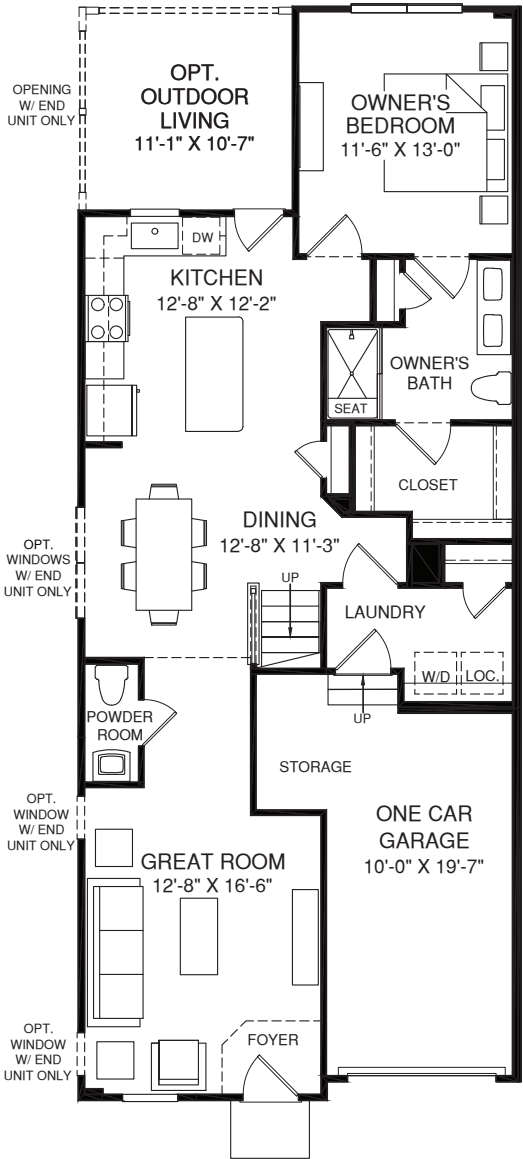 OPENING
W/ END
UNIT ONLY
OPT.
OUTDOOR
LIVING
11'-1" X 10'-7"
OWNER'S
BEDROOM
11'-6" X 13'-0"
DW
KITCHEN
12'-8" X 12'-2"
OWNER'S
BATH
SEAT
CLOSET
OPT.
WINDOWS
W/ END
UNIT ONLY
DINING
12'-8" X 11'-3"
UP
LAUNDRY
W/D
LOC.
UP
POWDER
ROOM
STORAGE
OPT.
WINDOW
W/ END
UNIT ONLY
ONE CAR
GARAGE
10'-0" X 19'-7"
GREAT ROOM
12'-8" X 16'-6"
OPT.
WINDOW
W/ END
UNIT ONLY
FOYER